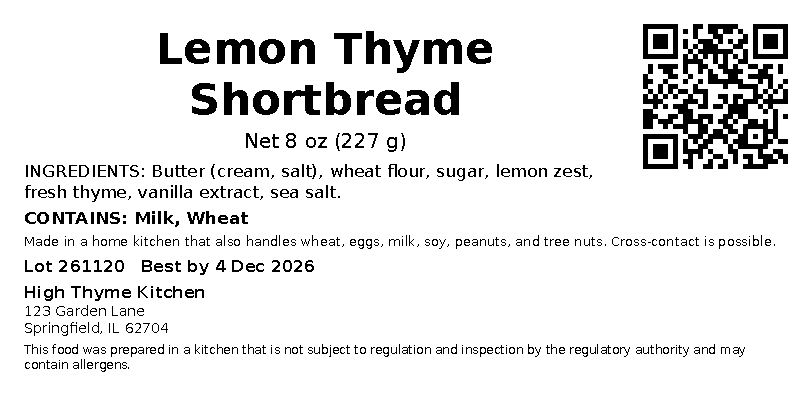 Lemon Thyme
Shortbread
Net 8 oz (227 g)
INGREDIENTS: Butter (cream, salt), wheat flour, sugar, lemon zest,
fresh thyme, vanilla extract, sea salt.
CONTAINS: Milk, Wheat
Made in a home kitchen that also handles wheat, eggs, milk, soy, peanuts, and tree nuts. Cross-contact is possible.
Lot 261120 Best by 4 Dec 2026
High Thyme Kitchen
123 Garden Lane
Springfield, IL 62704
This food was prepared in a kitchen that is not subject to regulation and inspection by the regulatory authority and may
contain allergens.